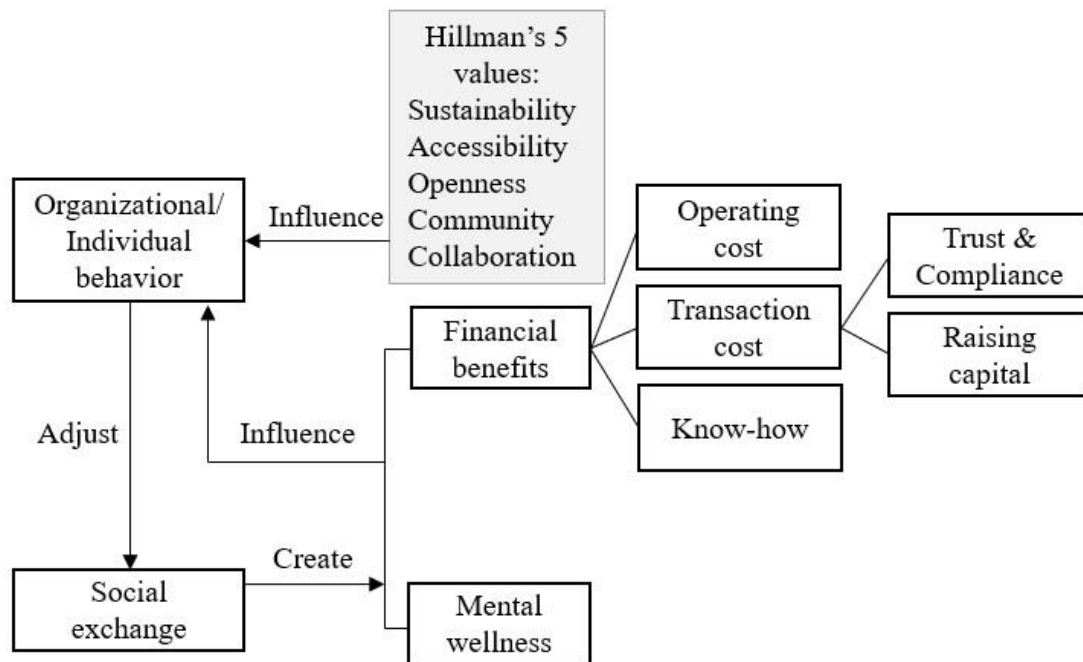 Hillman’s 5
values:
Sustainability
Accessibility
Openness
Community
Collaboration
Organizational/
Individual
behavior
Influence
Operating
cost
Trust &
Compliance
Financial
benefits
Transaction
cost
Raising
capital
Know-how
Adjust
Influence
Social
exchange
Create
Mental
wellness